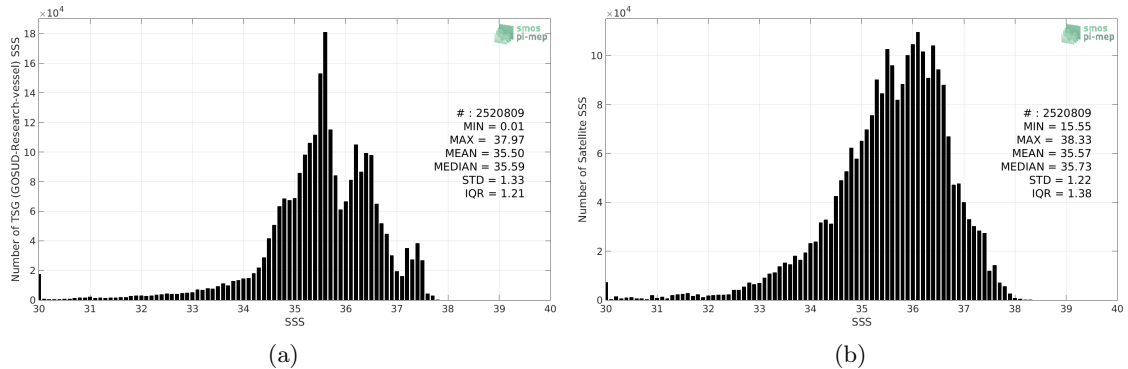 ×10⁴
Number of TSG (GOSUD-Research-vessel) SSS
18
16
14
12
10
8
6
4
2
0
30 31 32 33 34 35 36 37 38 39 40
SSS
smos
pi-mep
# : 2520809
MIN = 0.01
MAX = 37.97
MEAN = 35.50
MEDIAN = 35.59
STD = 1.33
IQR = 1.21
(a)
×10⁴
Number of Satellite SSS
10
8
6
4
2
0
30 31 32 33 34 35 36 37 38 39 40
SSS
smos
pi-mep
# : 2520809
MIN = 15.55
MAX = 38.33
MEAN = 35.57
MEDIAN = 35.73
STD = 1.22
IQR = 1.38
(b)